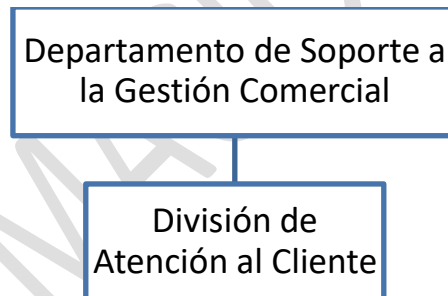 Departamento de Soporte a
la Gestión Comercial
División de
Atención al Cliente